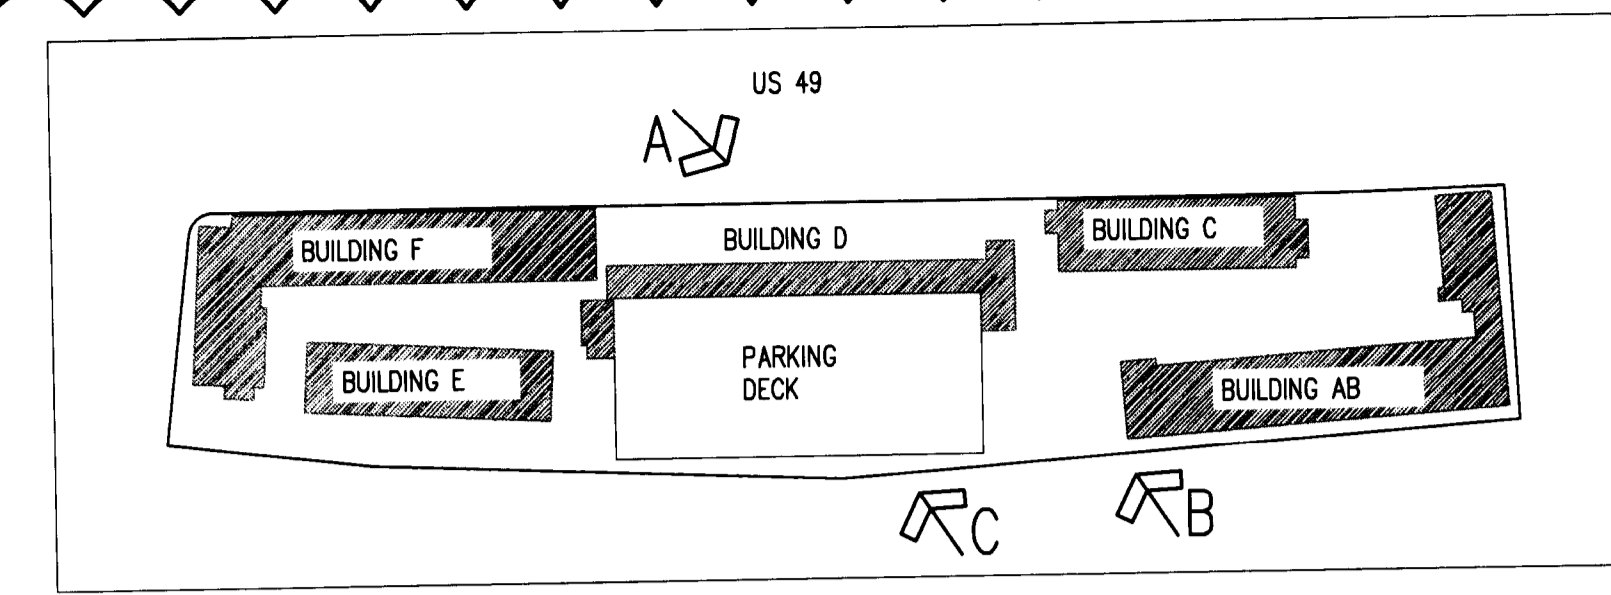 US 49
A
BUILDING F
BUILDING D
BUILDING C
BUILDING E
PARKING
DECK
BUILDING AB
C
B